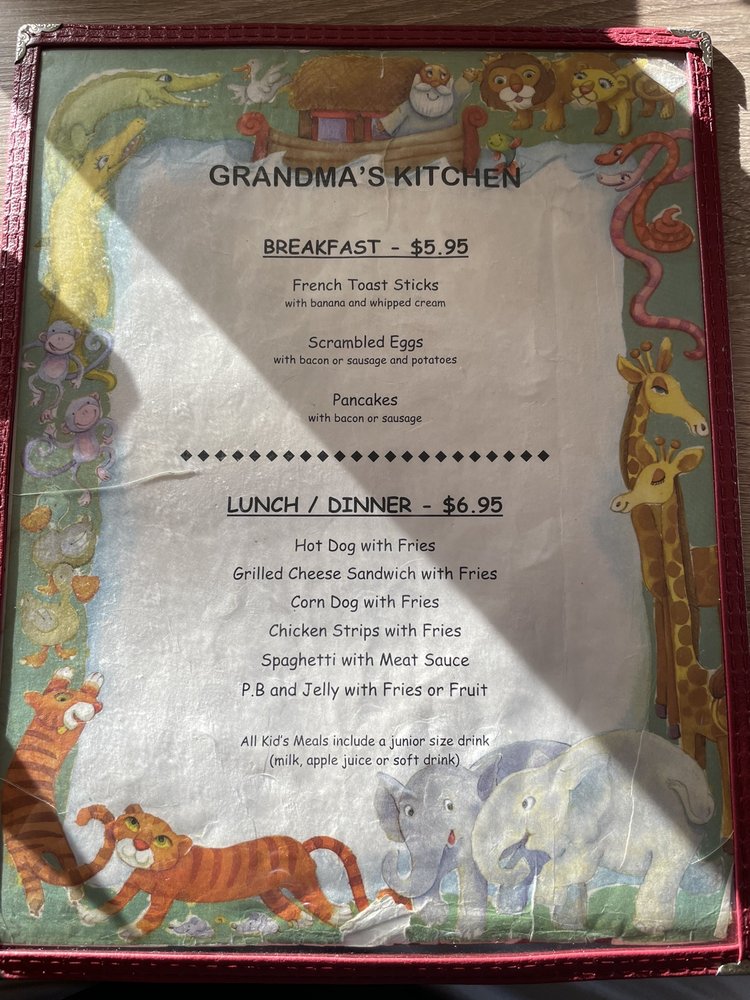 GRANDMA'S KITCHEN
BREAKFAST - $5.95
French Toast Sticks
with banana and whipped cream
Scrambled Eggs
with bacon or sausage and potatoes
Pancakes
with bacon or sausage
LUNCH / DINNER - $6.95
Hot Dog with Fries
Grilled Cheese Sandwich with Fries
Corn Dog with Fries
Chicken Strips with Fries
Spaghetti with Meat Sauce
P.B and Jelly with Fries or Fruit
All Kid's Meals include a junior size drink
(milk, apple juice or soft drink)